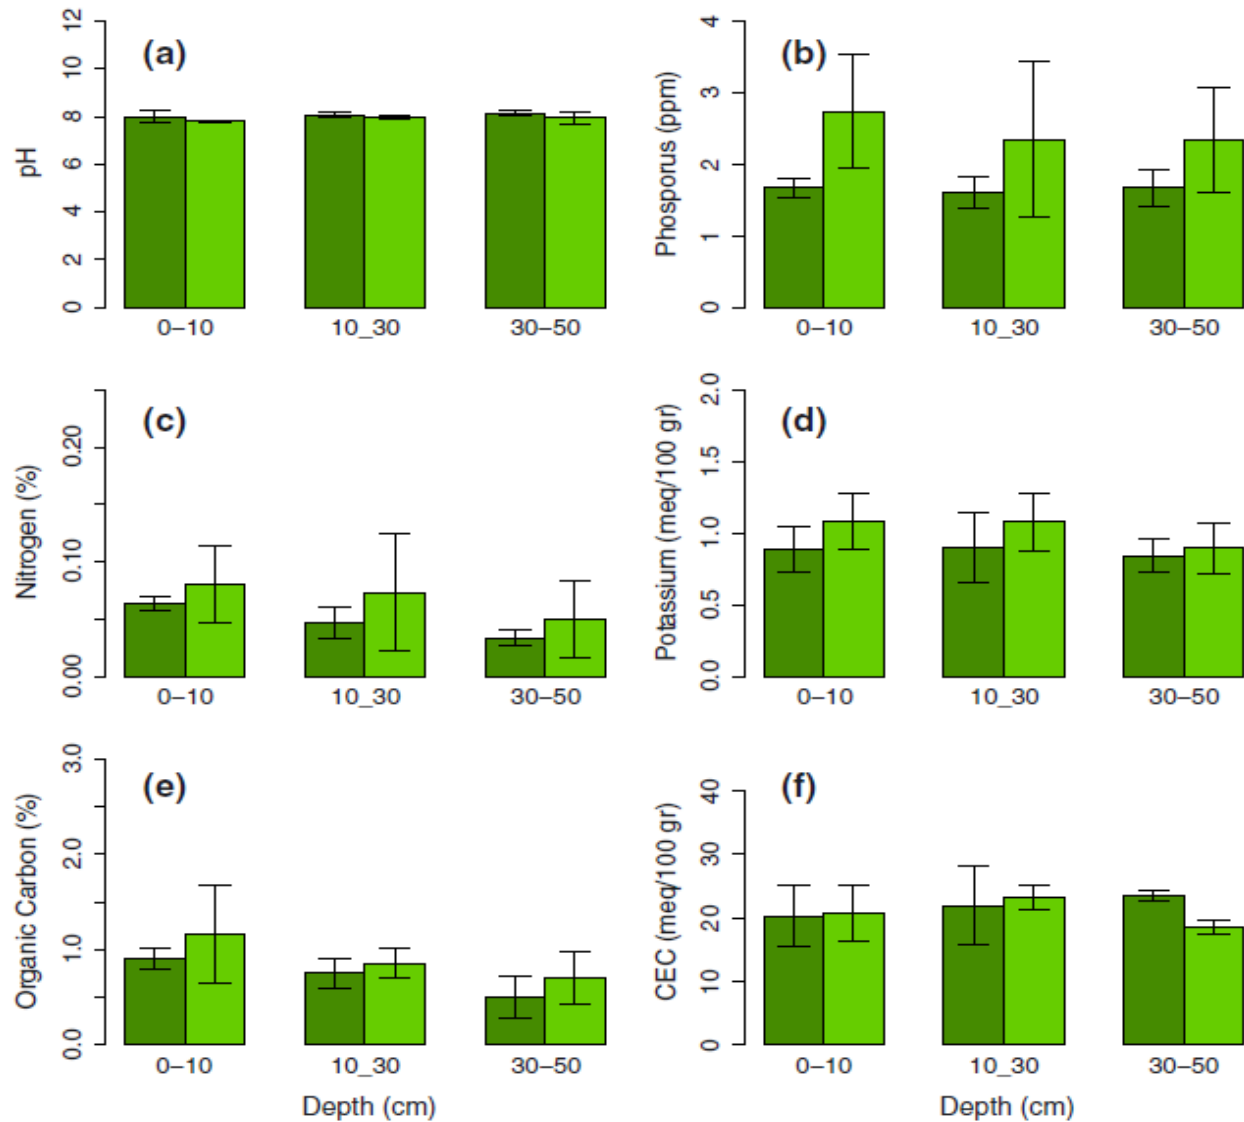 (a)
pH
0 2 4 6 8 10 12
0–10 10_30 30–50
(b)
Phosporus (ppm)
0 1 2 3 4
0–10 10_30 30–50
(c)
Nitrogen (%)
0.00 0.10 0.20
0–10 10_30 30–50
(d)
Potassium (meq/100 gr)
0.0 0.5 1.0 1.5 2.0
0–10 10_30 30–50
(e)
Organic Carbon (%)
0.0 1.0 2.0 3.0
0–10 10_30 30–50
Depth (cm)
(f)
CEC (meq/100 gr)
0 10 20 30 40
0–10 10_30 30–50
Depth (cm)